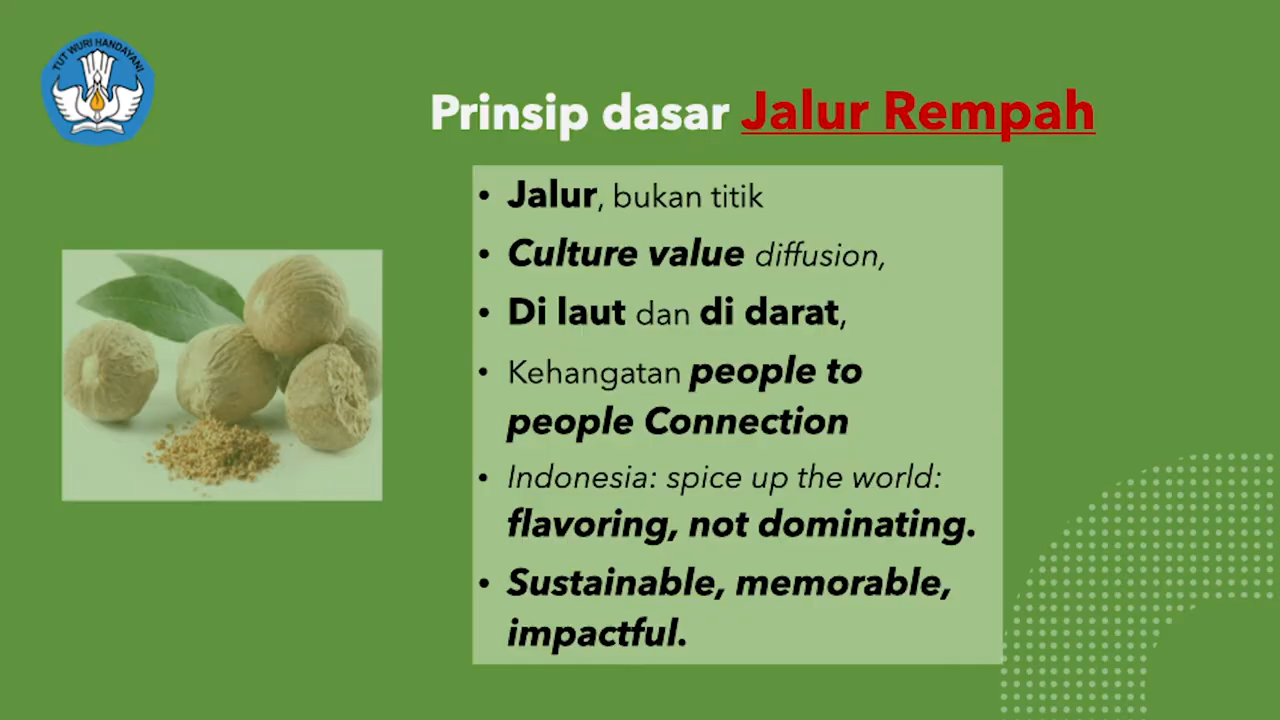 TUT WURI HANDAYANI
Prinsip dasar Jalur Rempah
• Jalur, bukan titik
• Culture value diffusion,
• Di laut dan di darat,
• Kehangatan people to
people Connection
• Indonesia: spice up the world:
flavoring, not dominating.
• Sustainable, memorable,
impactful.